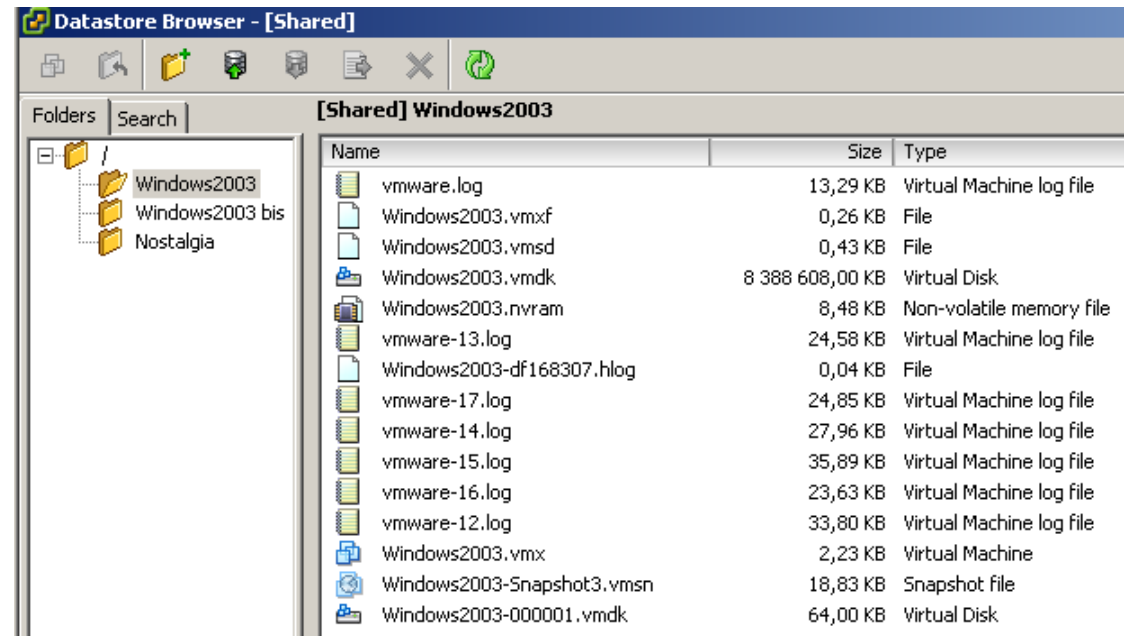 Datastore Browser - [Shared]
Folders Search
[Shared] Windows2003
/
Windows2003
Windows2003 bis
Nostalgia
Name Size Type
vmware.log 13,29 KB Virtual Machine log file
Windows2003.vmxf 0,26 KB File
Windows2003.vmsd 0,43 KB File
Windows2003.vmdk 8 388 608,00 KB Virtual Disk
Windows2003.nvram 8,48 KB Non-volatile memory file
vmware-13.log 24,58 KB Virtual Machine log file
Windows2003-df168307.hlog 0,04 KB File
vmware-17.log 24,85 KB Virtual Machine log file
vmware-14.log 27,96 KB Virtual Machine log file
vmware-15.log 35,89 KB Virtual Machine log file
vmware-16.log 23,63 KB Virtual Machine log file
vmware-12.log 33,80 KB Virtual Machine log file
Windows2003.vmx 2,23 KB Virtual Machine
Windows2003-Snapshot3.vmsn 18,83 KB Snapshot file
Windows2003-000001.vmdk 64,00 KB Virtual Disk